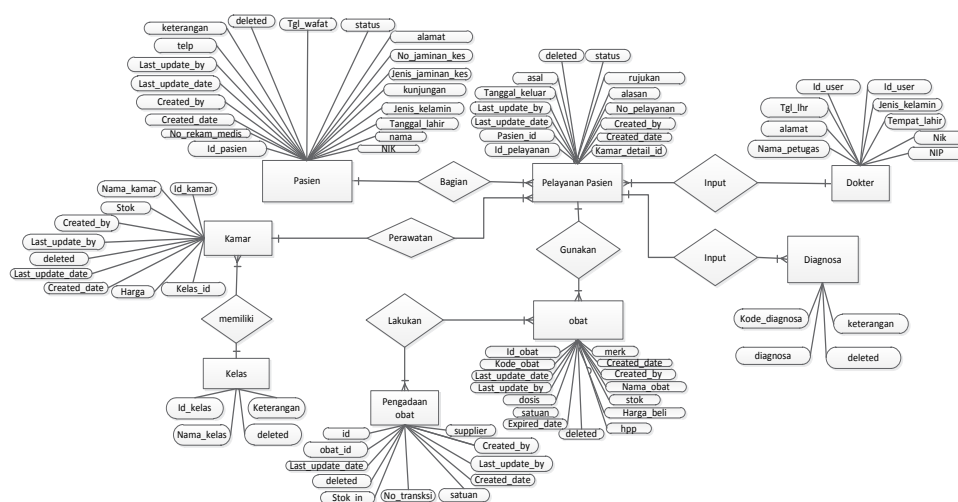 deleted
Tgl_wafat
status
keterangan
alamat
telp
No_jaminan_kes
Last_update_by
Jenis_jaminan_kes
Last_update_date
kunjungan
Created_by
Jenis_kelamin
Created_date
Tanggal_lahir
No_rekam_medis
nama
Id_pasien
NIK
Pasien
Bagian
deleted
status
asal
rujukan
Tanggal_keluar
alasan
Last_update_by
No_pelayanan
Last_update_date
Created_by
Pasien_id
Created_date
Id_pelayanan
Kamar_detail_id
Pelayanan Pasien
Input
Id_user
Id_user
Tgl_lhr
Jenis_kelamin
Tempat_lahir
alamat
Nik
Nama_petugas
NIP
Dokter
Nama_kamar
Id_kamar
Stok
Created_by
Last_update_by
deleted
Last_update_date
Created_date
Harga
Kelas_id
Kamar
Perawatan
Gunakan
Input
Diagnosa
Kode_diagnosa
keterangan
diagnosa
deleted
memiliki
Kelas
Id_kelas
Keterangan
Nama_kelas
deleted
Lakukan
obat
Id_obat
merk
Kode_obat
Created_date
Last_update_date
Created_by
Last_update_by
Nama_obat
dosis
stok
satuan
Harga_beli
Expired_date
hpp
deleted
Pengadaan
obat
id
supplier
obat_id
Created_by
Last_update_date
Last_update_by
deleted
Created_date
Stok_in
No_transksi
satuan